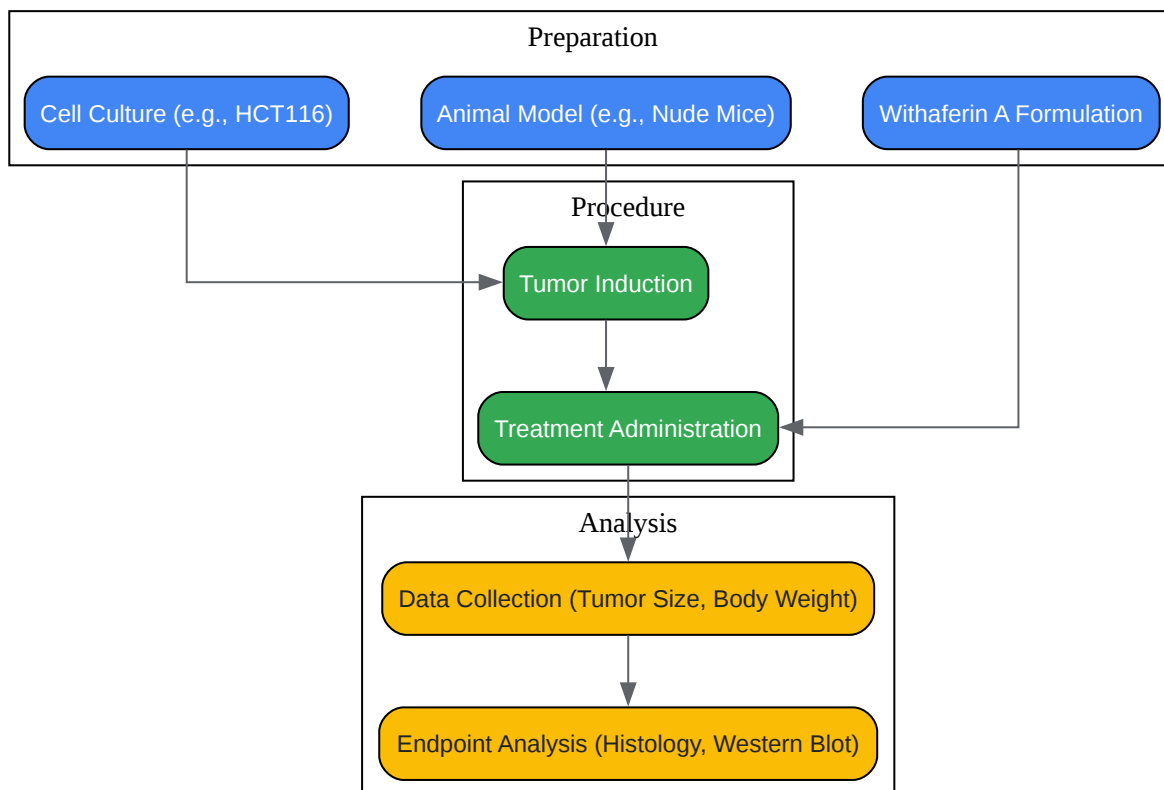 Preparation
Cell Culture (e.g., HCT116)
Animal Model (e.g., Nude Mice)
Withaferin A Formulation
Procedure
Tumor Induction
Treatment Administration
Analysis
Data Collection (Tumor Size, Body Weight)
Endpoint Analysis (Histology, Western Blot)